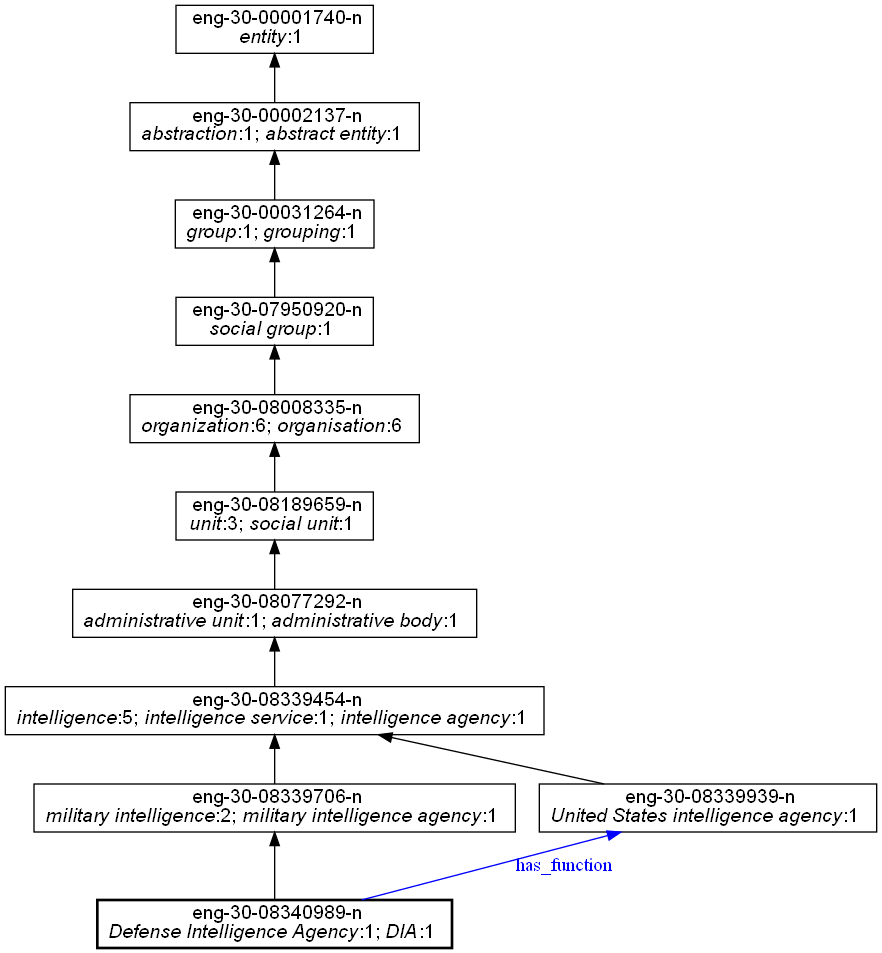 eng-30-00001740-n
entity:1
eng-30-00002137-n
abstraction:1; abstract entity:1
eng-30-00031264-n
group:1; grouping:1
eng-30-07950920-n
social group:1
eng-30-08008335-n
organization:6; organisation:6
eng-30-08189659-n
unit:3; social unit:1
eng-30-08077292-n
administrative unit:1; administrative body:1
eng-30-08339454-n
intelligence:5; intelligence service:1; intelligence agency:1
eng-30-08339706-n
military intelligence:2; military intelligence agency:1
eng-30-08339939-n
United States intelligence agency:1
has_function
eng-30-08340989-n
Defense Intelligence Agency:1; DIA:1